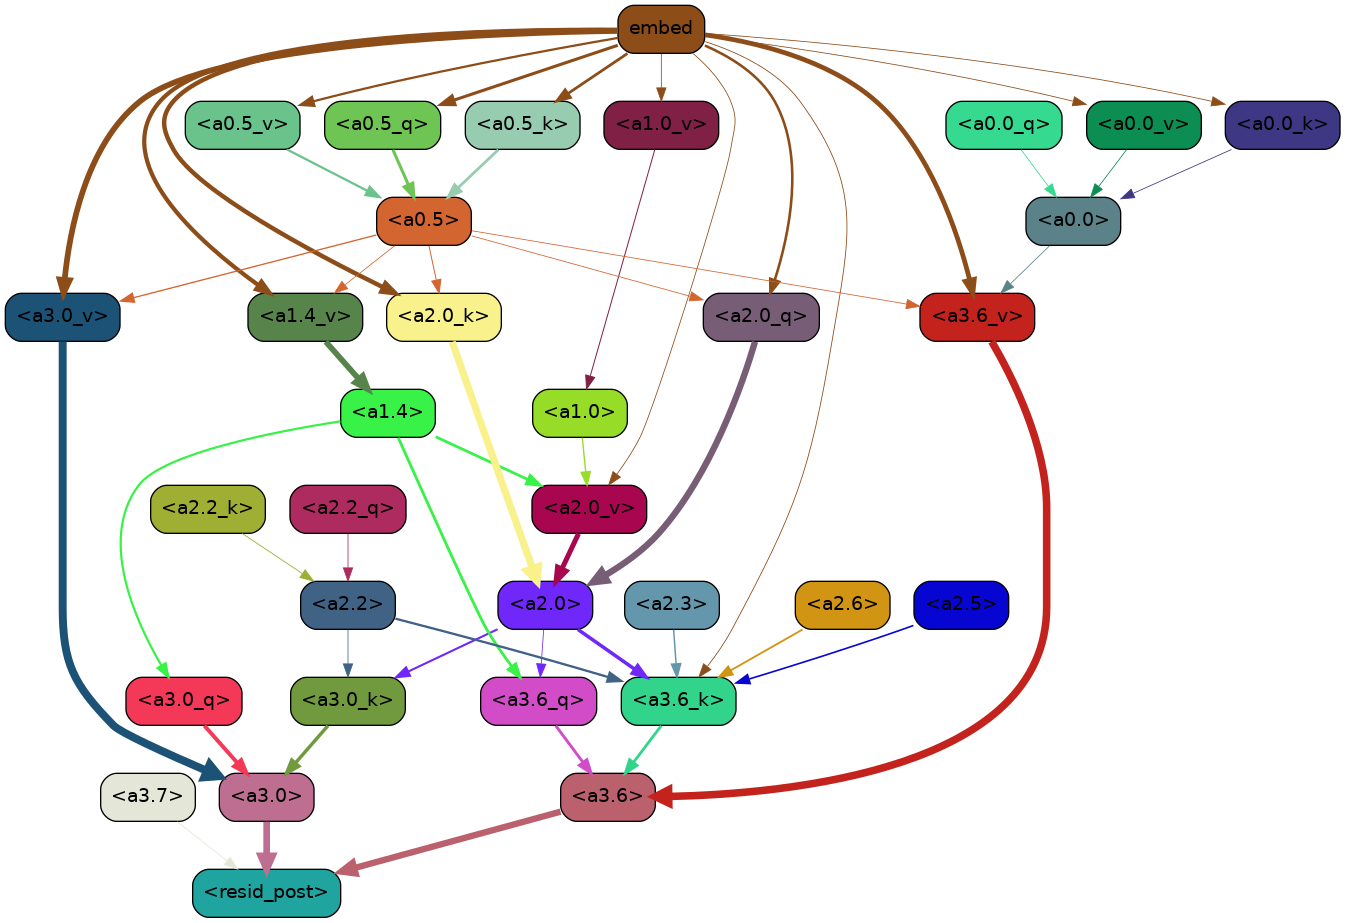 embed
<a0.5_v> <a0.5_q> <a0.5_k> <a1.0_v> <a0.0_q> <a0.0_v> <a0.0_k>
<a0.5> <a0.0>
<a3.0_v> <a1.4_v> <a2.0_k> <a2.0_q> <a3.6_v>
<a1.4> <a1.0>
<a2.2_k> <a2.2_q> <a2.0_v>
<a2.2> <a2.0> <a2.3> <a2.6> <a2.5>
<a3.0_q> <a3.0_k> <a3.6_q> <a3.6_k>
<a3.7> <a3.0> <a3.6>
<resid_post>